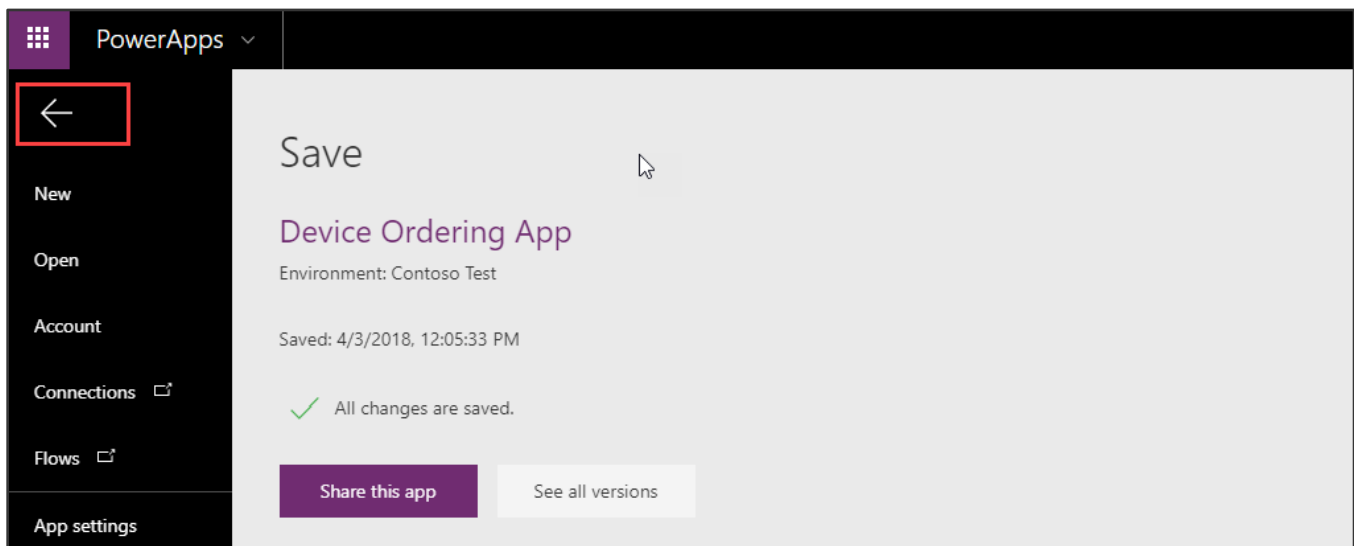 PowerApps
New
Open
Account
Connections
Flows
App settings
Save
Device Ordering App
Environment: Contoso Test
Saved: 4/3/2018, 12:05:33 PM
All changes are saved.
Share this app
See all versions